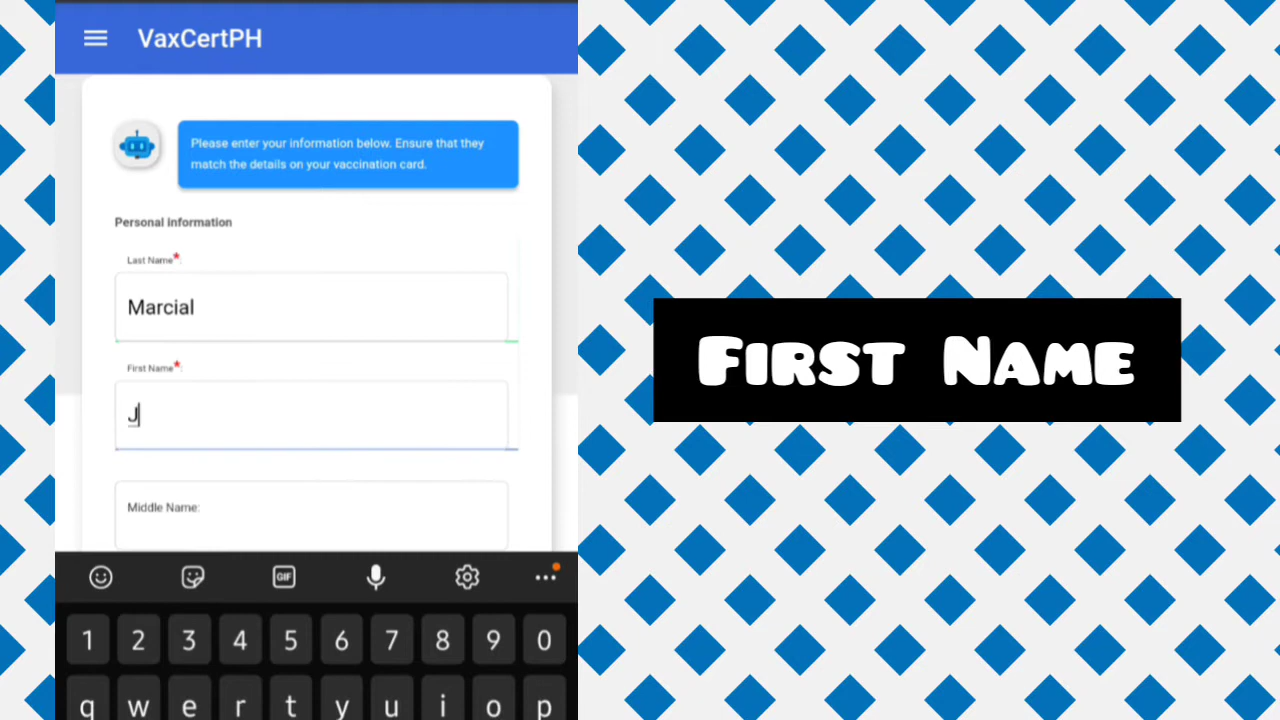 VaxCertPH
Please enter your information below. Ensure that they
match the details on your vaccination card.
Personal Information
Last Name*:
Marcial
First Name*:
J
Middle Name:
GIF
1 2 3 4 5 6 7 8 9 0
q w e r t y u i o p
First Name